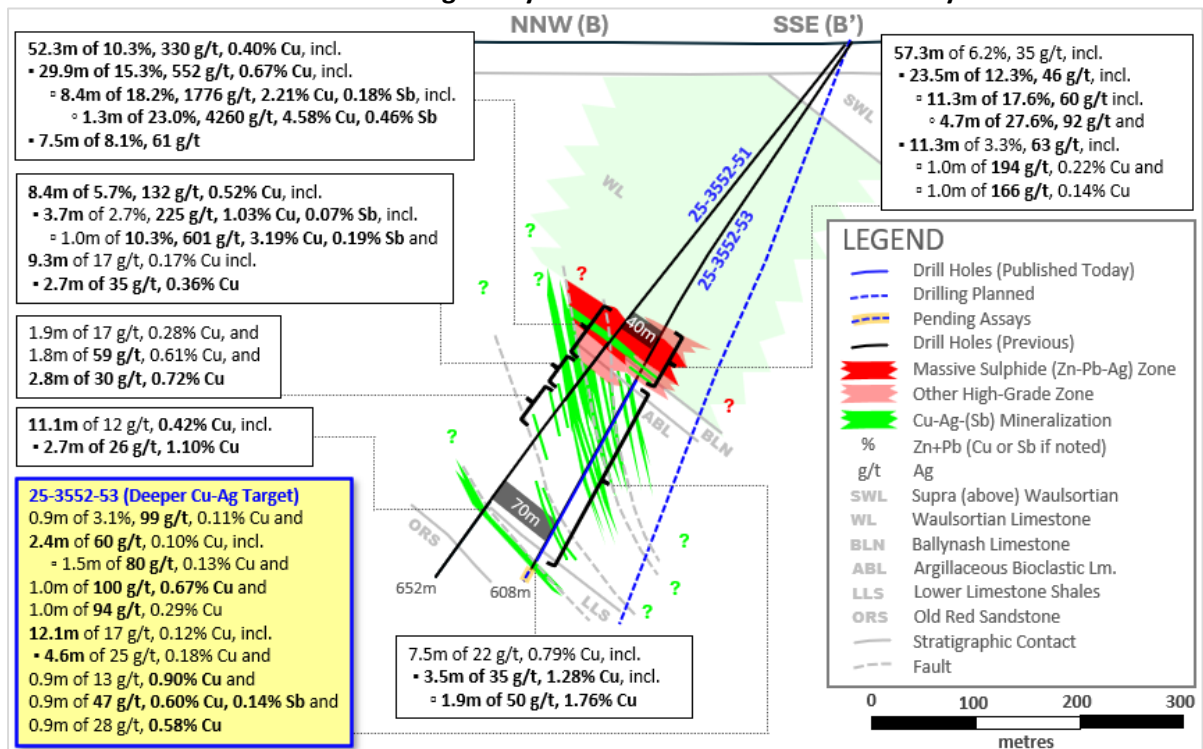 NNW (B)
SSE (B')
52.3m of 10.3%, 330 g/t, 0.40% Cu, incl.
▪ 29.9m of 15.3%, 552 g/t, 0.67% Cu, incl.
▫ 8.4m of 18.2%, 1776 g/t, 2.21% Cu, 0.18% Sb, incl.
▫ 1.3m of 23.0%, 4260 g/t, 4.58% Cu, 0.46% Sb
▪ 7.5m of 8.1%, 61 g/t
8.4m of 5.7%, 132 g/t, 0.52% Cu, incl.
▪ 3.7m of 2.7%, 225 g/t, 1.03% Cu, 0.07% Sb, incl.
▫ 1.0m of 10.3%, 601 g/t, 3.19% Cu, 0.19% Sb and
9.3m of 17 g/t, 0.17% Cu incl.
▪ 2.7m of 35 g/t, 0.36% Cu
1.9m of 17 g/t, 0.28% Cu, and
1.8m of 59 g/t, 0.61% Cu, and
2.8m of 30 g/t, 0.72% Cu
11.1m of 12 g/t, 0.42% Cu, incl.
▪ 2.7m of 26 g/t, 1.10% Cu
25-3552-53 (Deeper Cu-Ag Target)
0.9m of 3.1%, 99 g/t, 0.11% Cu and
2.4m of 60 g/t, 0.10% Cu, incl.
▫ 1.5m of 80 g/t, 0.13% Cu and
1.0m of 100 g/t, 0.67% Cu and
1.0m of 94 g/t, 0.29% Cu
12.1m of 17 g/t, 0.12% Cu, incl.
▪ 4.6m of 25 g/t, 0.18% Cu and
0.9m of 13 g/t, 0.90% Cu and
0.9m of 47 g/t, 0.60% Cu, 0.14% Sb and
0.9m of 28 g/t, 0.58% Cu
SWL
WL
25-3552-51
25-3552-53
?
?
?
?
?
40m
ABL
BLN
?
?
70m
ORS
LLS
?
?
?
652m
608m
7.5m of 22 g/t, 0.79% Cu, incl.
▪ 3.5m of 35 g/t, 1.28% Cu, incl.
▫ 1.9m of 50 g/t, 1.76% Cu
57.3m of 6.2%, 35 g/t, incl.
▪ 23.5m of 12.3%, 46 g/t, incl.
▫ 11.3m of 17.6%, 60 g/t incl.
▫ 4.7m of 27.6%, 92 g/t and
▪ 11.3m of 3.3%, 63 g/t, incl.
▫ 1.0m of 194 g/t, 0.22% Cu and
▫ 1.0m of 166 g/t, 0.14% Cu
LEGEND
Drill Holes (Published Today)
Drilling Planned
Pending Assays
Drill Holes (Previous)
Massive Sulphide (Zn-Pb-Ag) Zone
Other High-Grade Zone
Cu-Ag-(Sb) Mineralization
% Zn+Pb (Cu or Sb if noted)
g/t Ag
SWL Supra (above) Waulsortian
WL Waulsortian Limestone
BLN Ballynash Limestone
ABL Argillaceous Bioclastic Lm.
LLS Lower Limestone Shales
ORS Old Red Sandstone
Stratigraphic Contact
Fault
0 100 200 300
metres